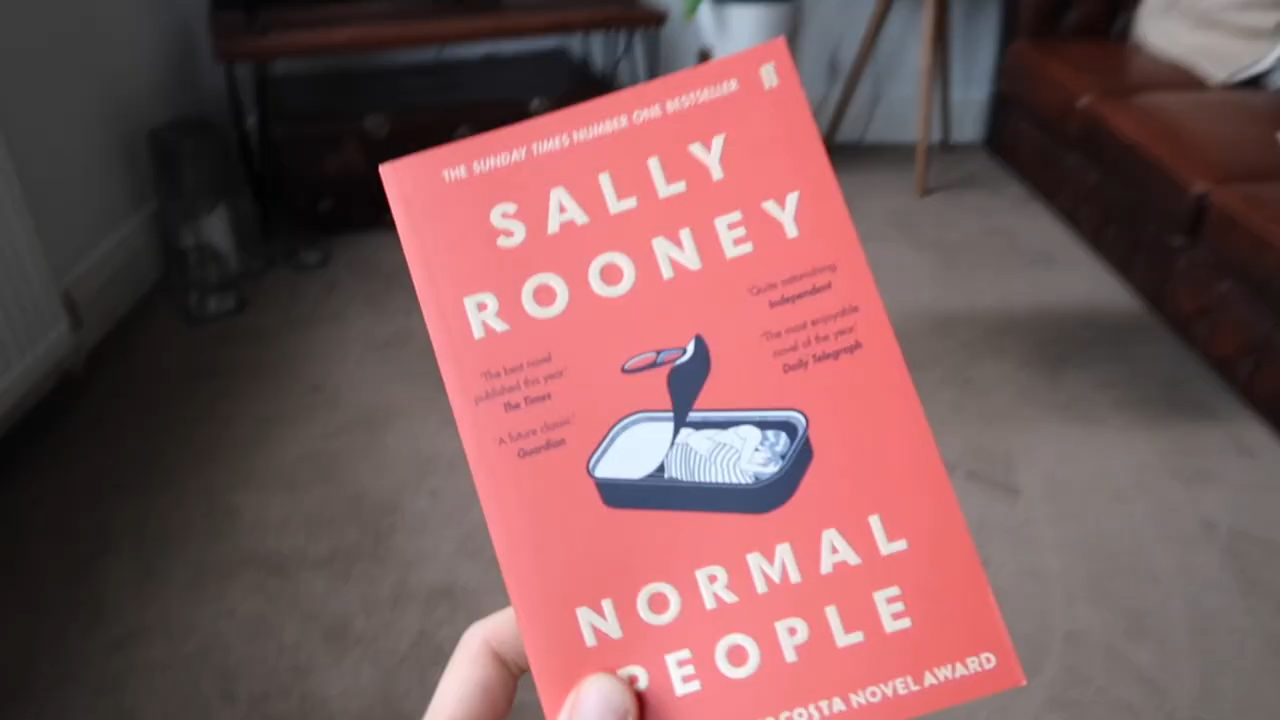 THE SUNDAY TIMES NUMBER ONE BESTSELLER
ff
SALLY
ROONEY
'Quite astonishing.'
Independent
'The most enjoyable
novel of the year'
Daily Telegraph
'The best novel
published this year'
The Times
'A future classic.'
Guardian
NORMAL
PEOPLE
COSTA NOVEL AWARD